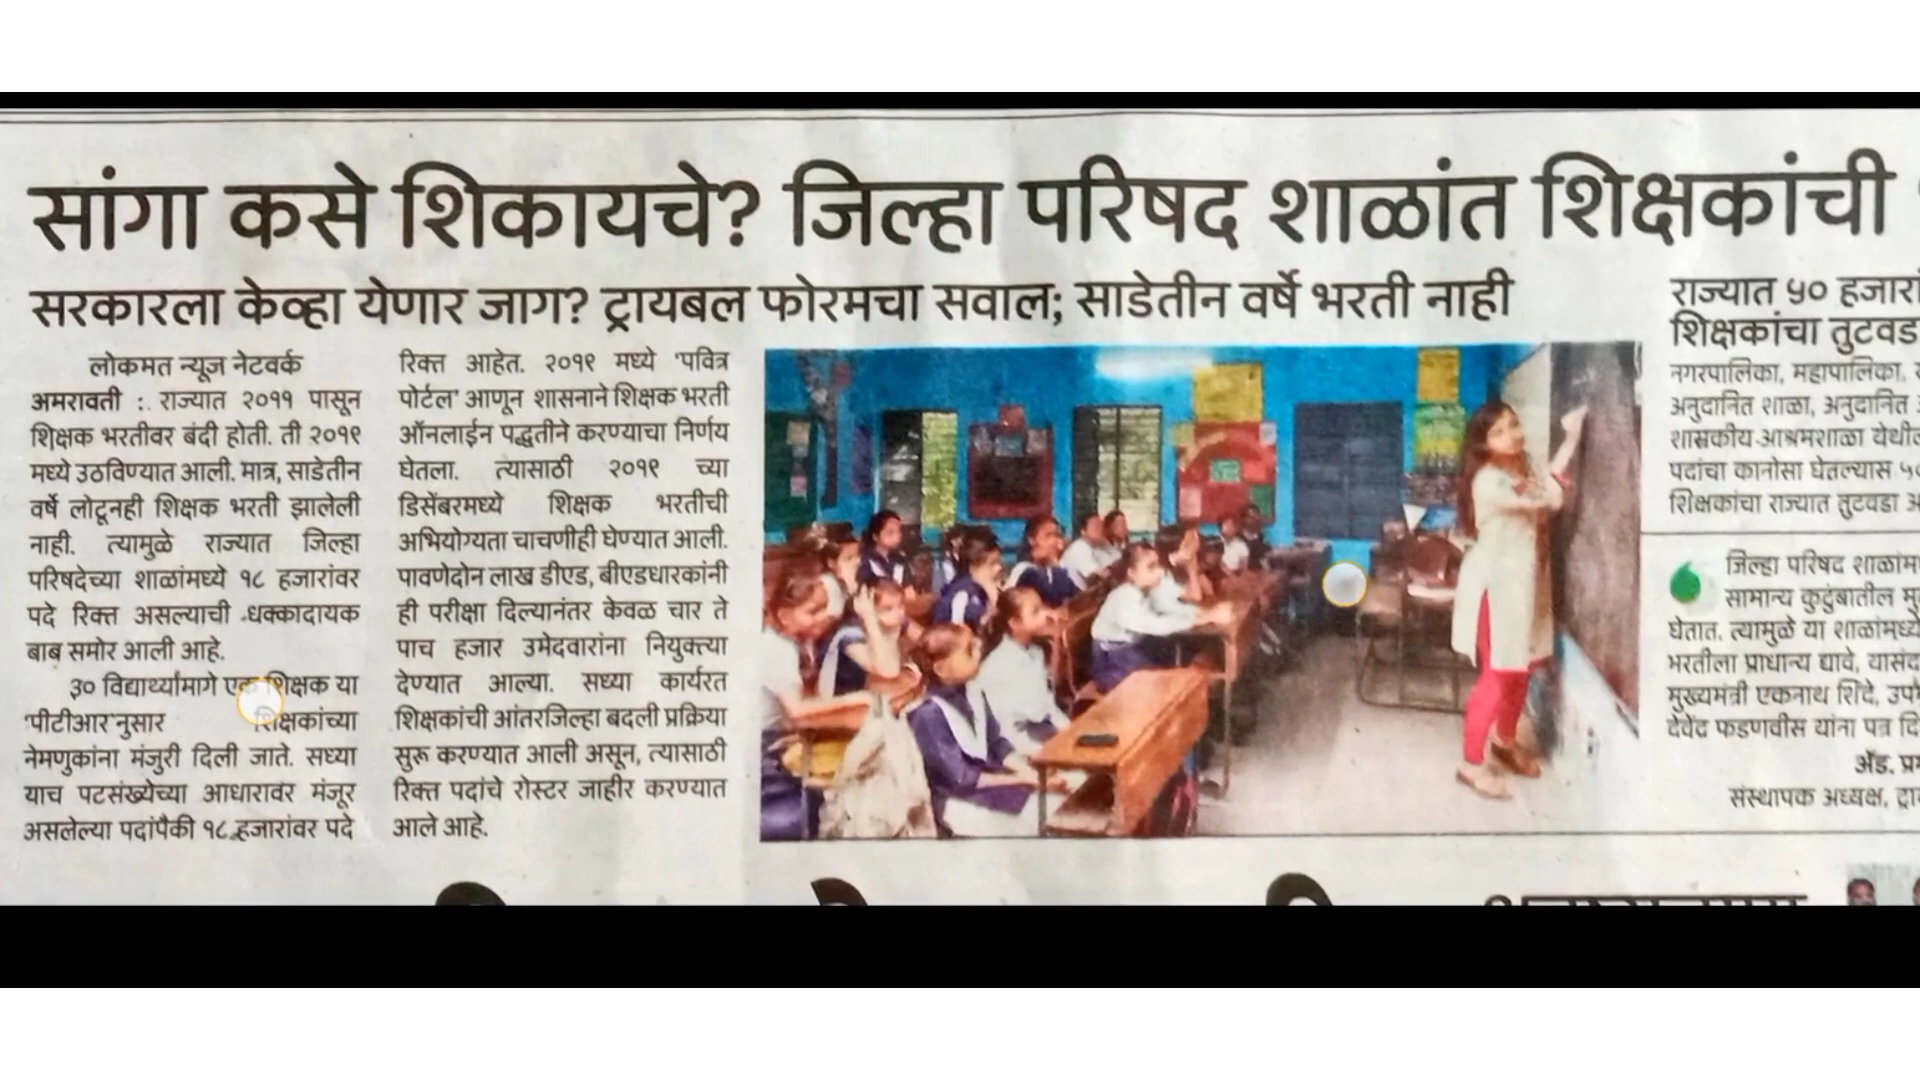 सांगा कसे शिकायचे? जिल्हा परिषद शाळांत शिक्षकांची
सरकारला केव्हा येणार जाग? ट्रायबल फोरमचा सवाल; साडेतीन वर्षे भरती नाही
लोकमत न्यूज नेटवर्क
अमरावती : राज्यात २०११ पासून
शिक्षक भरतीवर बंदी होती. ती २०१९
मध्ये उठविण्यात आली. मात्र, साडेतीन
वर्षे लोटूनही शिक्षक भरती झालेली
नाही. त्यामुळे राज्यात जिल्हा
परिषदेच्या शाळांमध्ये १८ हजारांवर
पदे रिक्त असल्याची धक्कादायक
बाब समोर आली आहे.
३० विद्यार्थ्यांमागे एक शिक्षक या
'पीटीआर'नुसार शिक्षकांच्या
नेमणुकांना मंजुरी दिली जाते. सध्या
याच पटसंख्येच्या आधारावर मंजूर
असलेल्या पदांपैकी १८ हजारांवर पदे
रिक्त आहेत. २०१९ मध्ये 'पवित्र
पोर्टल' आणून शासनाने शिक्षक भरती
ऑनलाईन पद्धतीने करण्याचा निर्णय
घेतला. त्यासाठी २०१९ च्या
डिसेंबरमध्ये शिक्षक भरतीची
अभियोग्यता चाचणीही घेण्यात आली.
पावणेदोन लाख डीएड, बीएडधारकांनी
ही परीक्षा दिल्यानंतर केवळ चार ते
पाच हजार उमेदवारांना नियुक्त्या
देण्यात आल्या. सध्या कार्यरत
शिक्षकांची आंतरजिल्हा बदली प्रक्रिया
सुरू करण्यात आली असून, त्यासाठी
रिक्त पदांचे रोस्टर जाहीर करण्यात
आले आहे.
राज्यात ५० हजारां
शिक्षकांचा तुटवड
नगरपालिका, महापालिका,
अनुदानित शाळा, अनुदानित
शासकीय आश्रमशाळा येथील
पदांचा कानोसा घेतल्यास ५०
शिक्षकांचा राज्यात तुटवडा
जिल्हा परिषद शाळांम
सामान्य कुटुंबातील मु
घेतात. त्यामुळे या शाळांमध्ये
भरतीला प्राधान्य द्यावे, यासंद
मुख्यमंत्री एकनाथ शिंदे, उप
देवेंद्र फडणवीस यांना पत्र दि
ॲड. प्र
संस्थापक अध्यक्ष, ट्रा